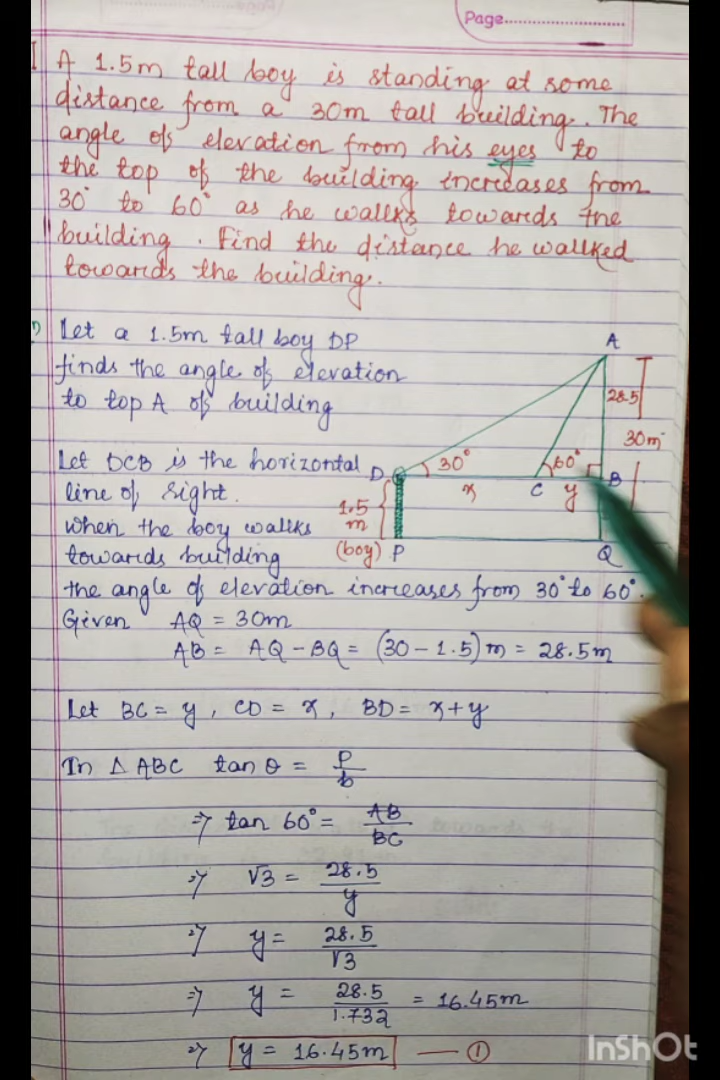 Page........................
A 1.5m tall boy is standing at some
distance from a 30m tall building. The
angle of elevation from his eyes to
the top of the building increases from
30° to 60° as he walks towards the
building. Find the distance he wallked
towards the building.
Let a 1.5m tall boy DP
finds the angle of elevation
to top A of building
A
28.5
30m
Let DCB is the horizontal
line of sight.
D 30° 60° B
x C y
1.5
m
(boy) P Q
when the boy wallks
towards building
the angle of elevation increases from 30° to 60°.
Given AQ = 30m
AB = AQ - BQ = (30 - 1.5)m = 28.5m
Let BC = y, CD = x, BD = x+y
In △ ABC tan θ = P/b
⇒ tan 60° = AB/BC
⇒ √3 = 28.5/y
⇒ y = 28.5/√3
⇒ y = 28.5/1.732 = 16.45m
⇒ y = 16.45m — ①
InShOt